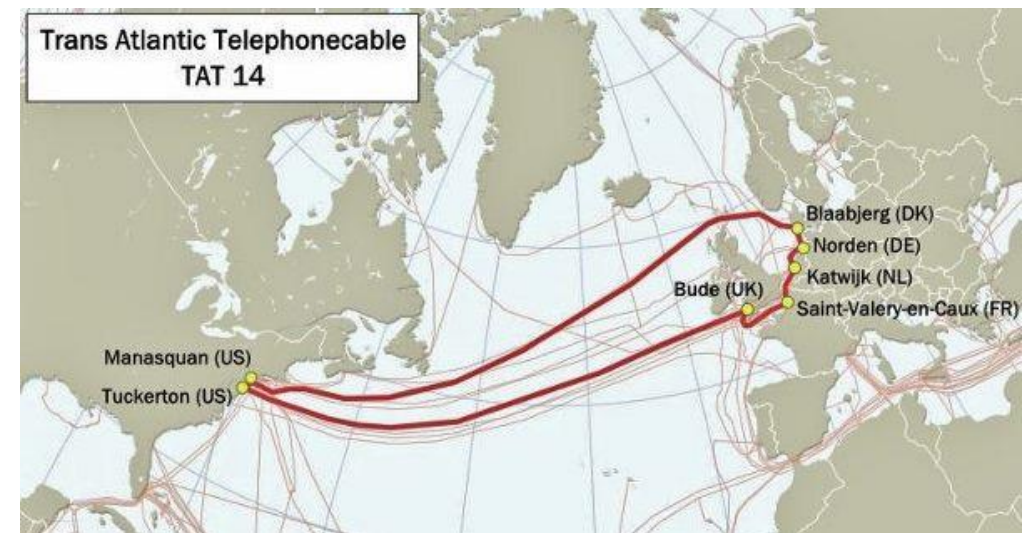 Trans Atlantic Telephonecable
TAT 14
Blaabjerg (DK)
Norden (DE)
Katwijk (NL)
Bude (UK)
Saint-Valery-en-Caux (FR)
Manasquan (US)
Tuckerton (US)